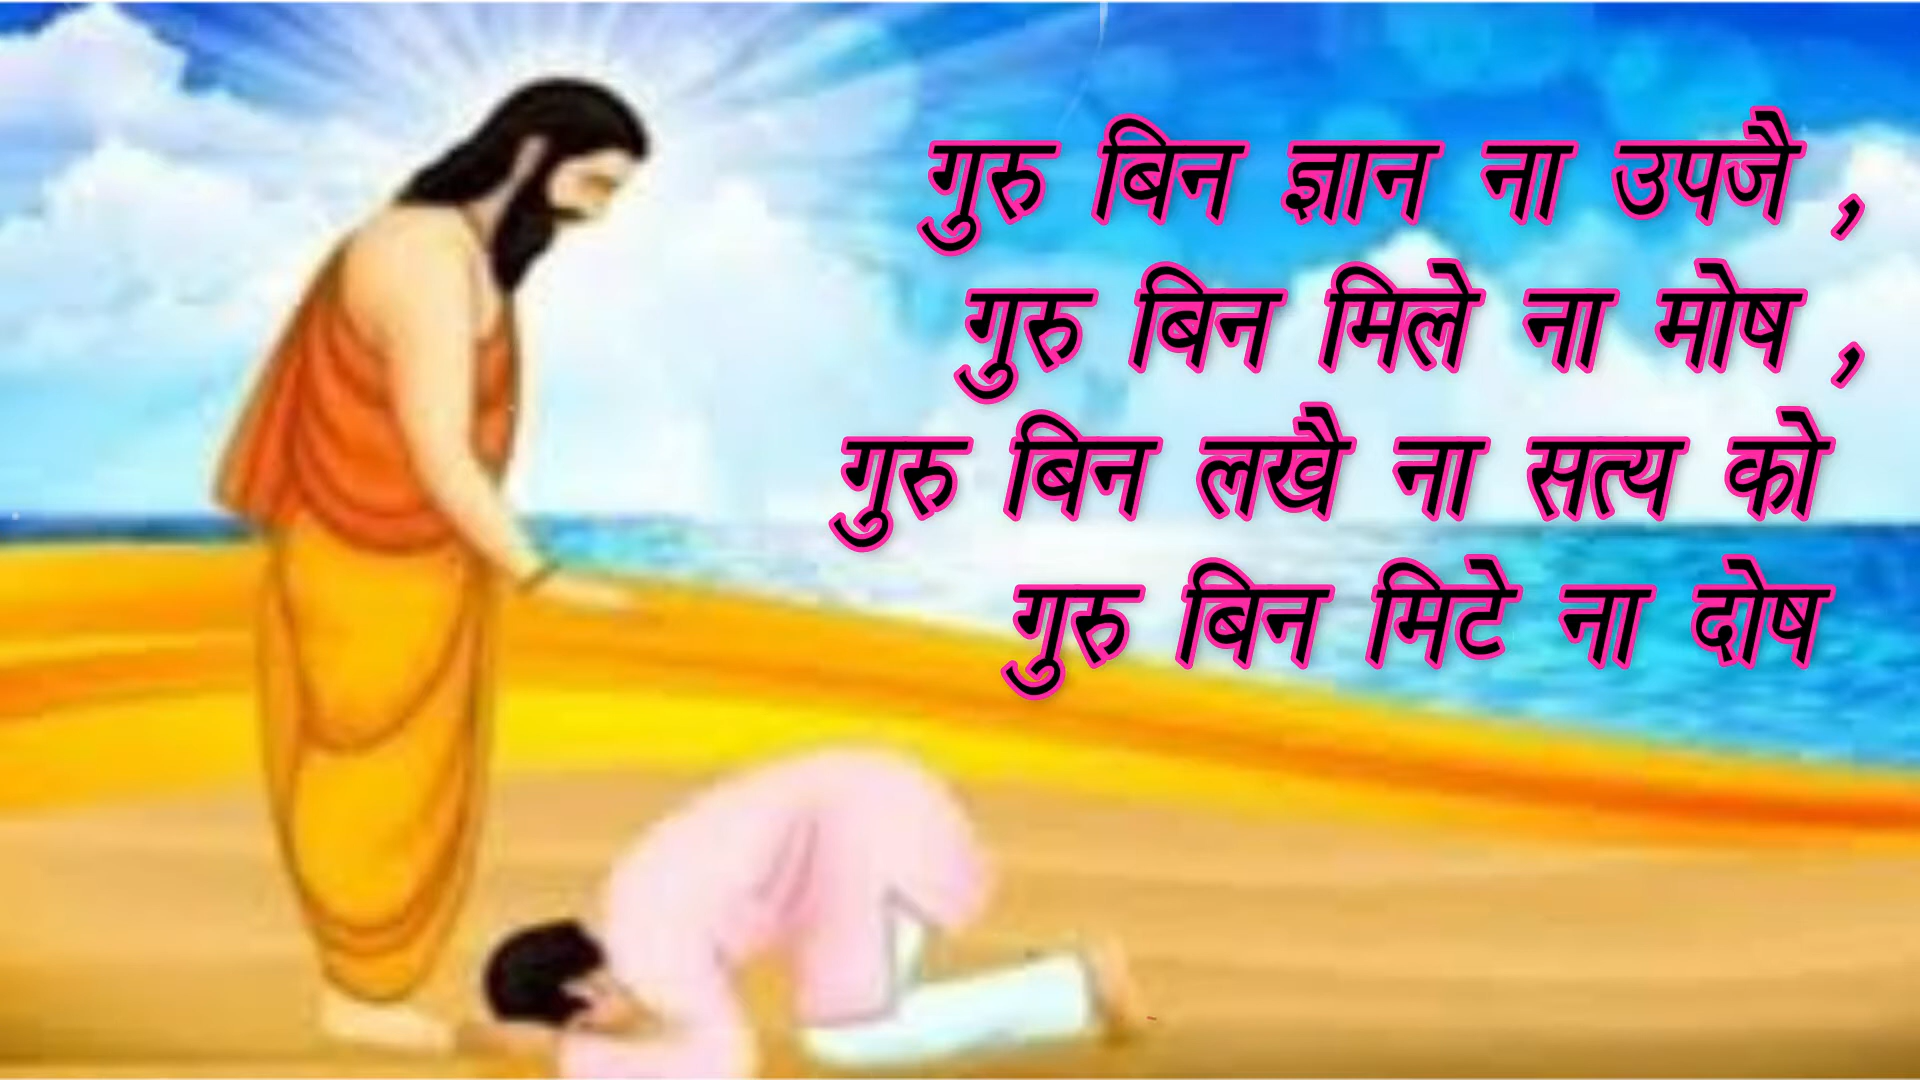 गुरु बिन ज्ञान ना उपजै ,
गुरु बिन मिले ना मोष ,
गुरु बिन लखै ना सत्य को
गुरु बिन मिटे ना दोष